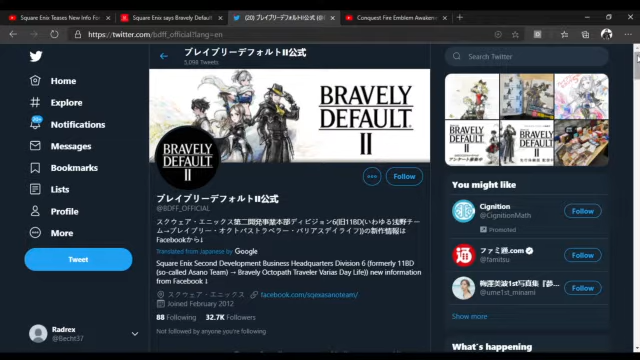 Square Enix Teases New Info For
Square Enix says Bravely Default
(20) ブレイブリーデフォルトII公式 (@
Conquest Fire Emblem Awaken
https://twitter.com/bdff_official?lang=en
ブレイブリーデフォルトII公式
5,098 Tweets
Search Twitter
Home
Explore
20+
Notifications
Messages
Bookmarks
Lists
Profile
More
Tweet
Radrex
@Becht37
BRAVELY
DEFAULT
II
BRAVELY
DEFAULT
II
Follow
ブレイブリーデフォルトII公式
@BDFF_OFFICIAL
スクウェア・エニックス第二開発事業本部ディビジョン6(旧11BD(いわゆる浅野チー
ム→ブレイブリー・オクトパストラベラー・バリアスデイライフ))の新作情報は
Facebookから↓
Translated from Japanese by Google
Square Enix Second Development Business Headquarters Division 6 (formerly 11BD
(so-called Asano Team) → Bravely Octopath Traveler Varias Day Life)) new information
from Facebook ↓
スクウェア・エニックス
facebook.com/sqexasanoteam/
Joined February 2012
88 Following 32.7K Followers
Not followed by anyone you're following
BRAVELY
DEFAULT
II
BRAVELY
DEFAULT
II
You might like
Cignition
@CignitionMath
Promoted
Follow
ファミ通.com
@famitsu
Follow
@ume1st_minami
Follow
Show more
What's happening